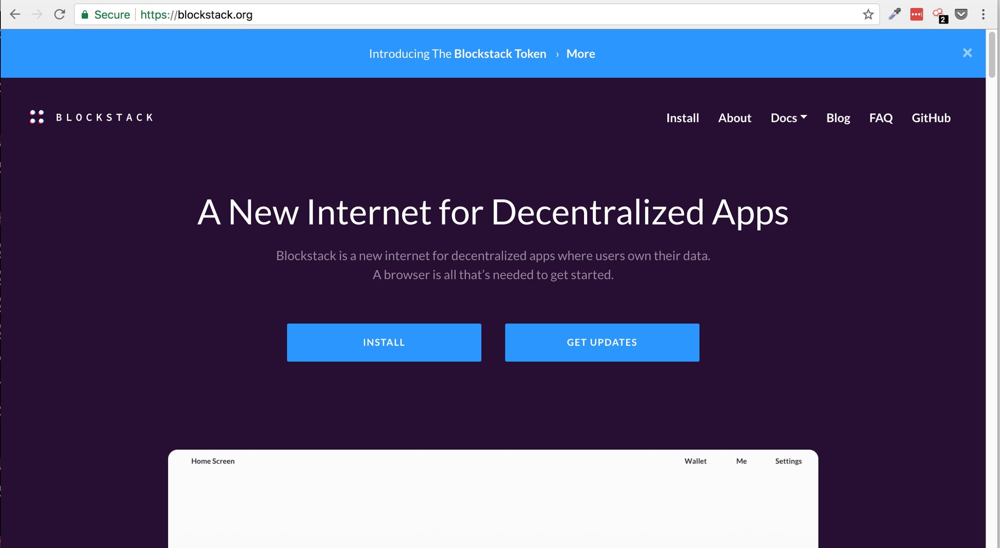 Secure https://blockstack.org
2
Introducing The Blockstack Token › More
BLOCKSTACK
Install About Docs Blog FAQ GitHub
A New Internet for Decentralized Apps
Blockstack is a new internet for decentralized apps where users own their data.
A browser is all that’s needed to get started.
INSTALL GET UPDATES
Home Screen Wallet Me Settings